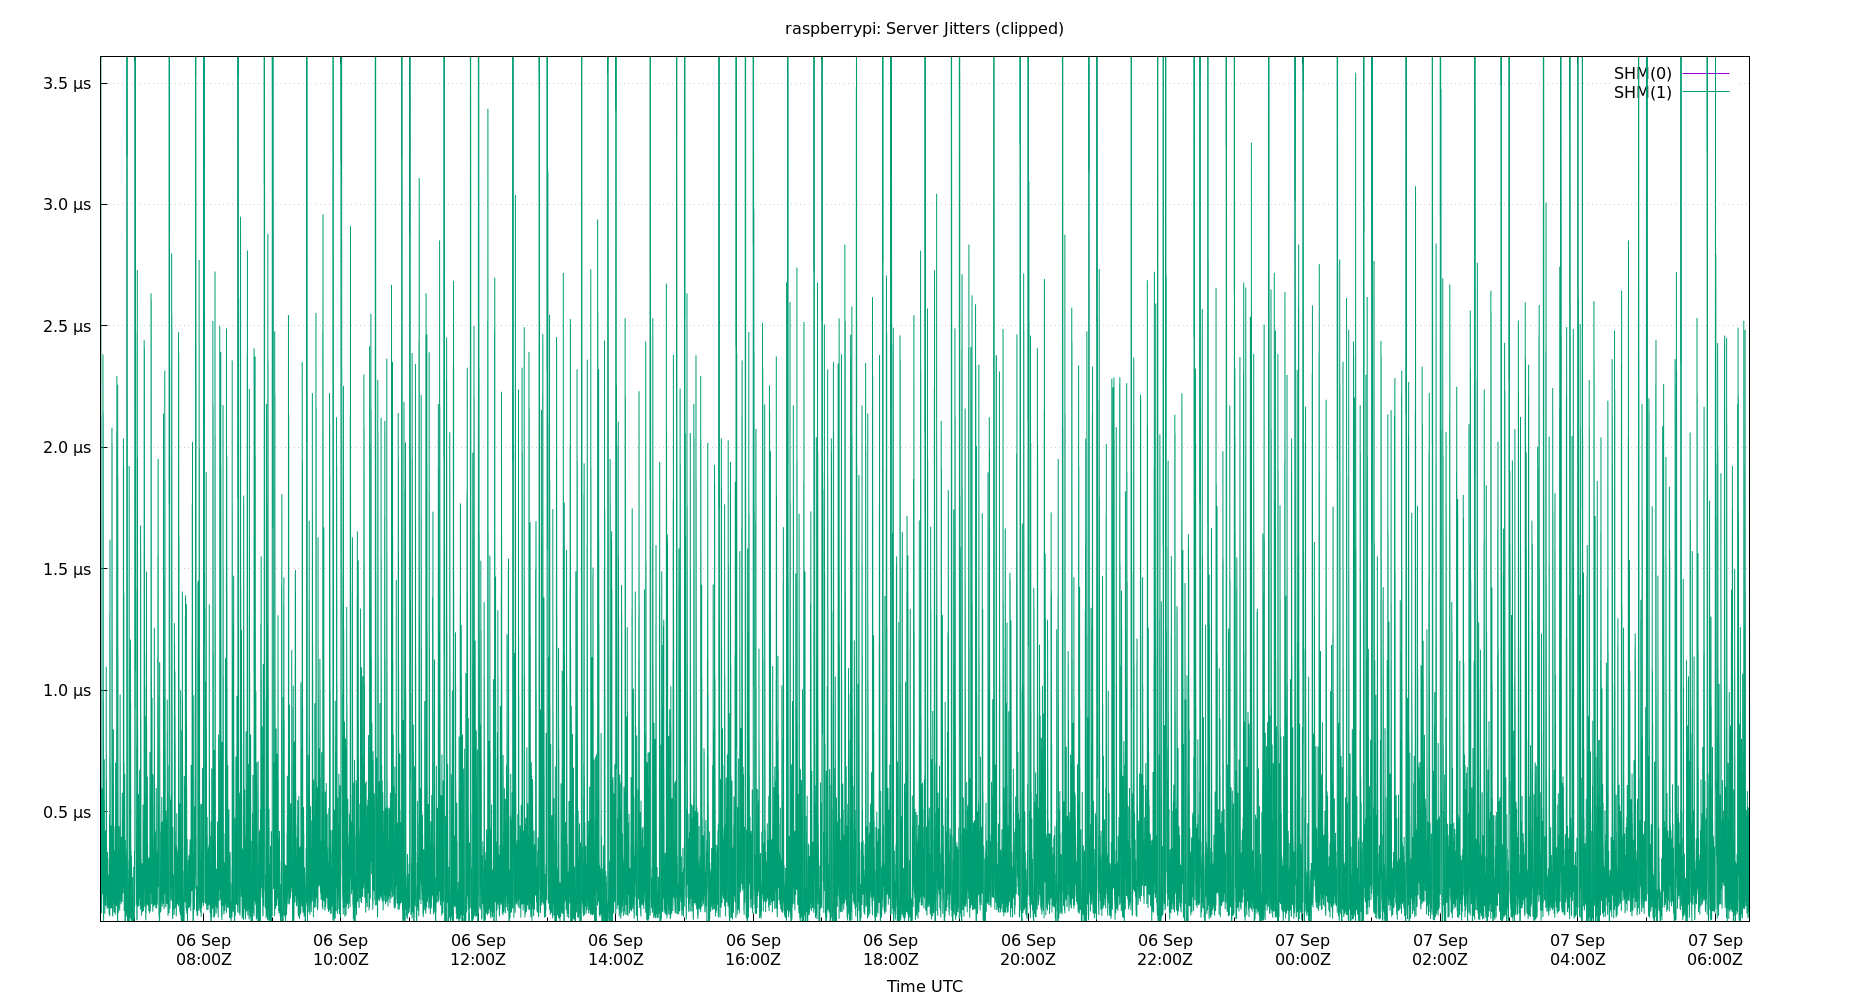 raspberrypi: Server Jitters (clipped)
SHM(0)
SHM(1)
3.5 µs
3.0 µs
2.5 µs
2.0 µs
1.5 µs
1.0 µs
0.5 µs
06 Sep 06 Sep 06 Sep 06 Sep 06 Sep 06 Sep 06 Sep 06 Sep 07 Sep 07 Sep 07 Sep 07 Sep
08:00Z 10:00Z 12:00Z 14:00Z 16:00Z 18:00Z 20:00Z 22:00Z 00:00Z 02:00Z 04:00Z 06:00Z
Time UTC